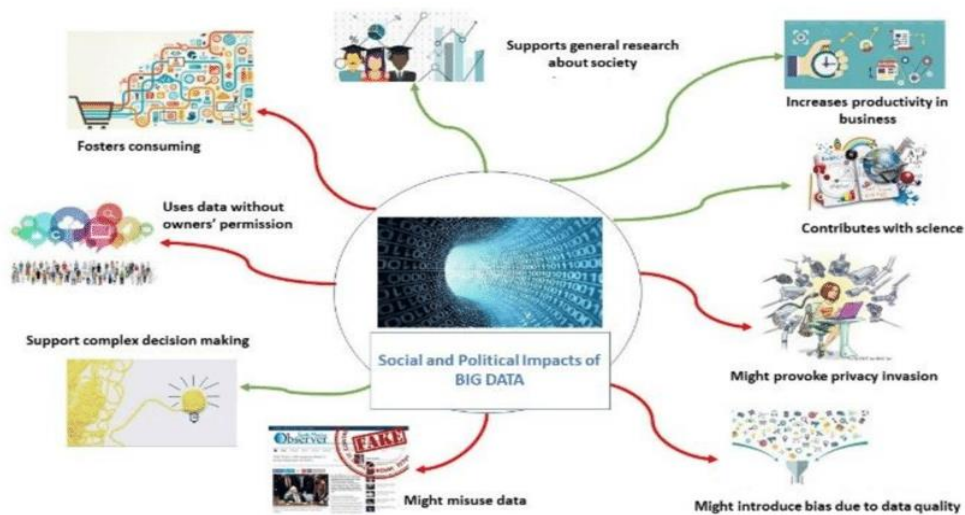 Supports general research
about society
Increases productivity in
business
Fosters consuming
Contributes with science
Uses data without
owners' permission
Social and Political Impacts of
BIG DATA
Support complex decision making
Might provoke privacy invasion
Observer
FAKE
Might misuse data
Might introduce bias due to data quality